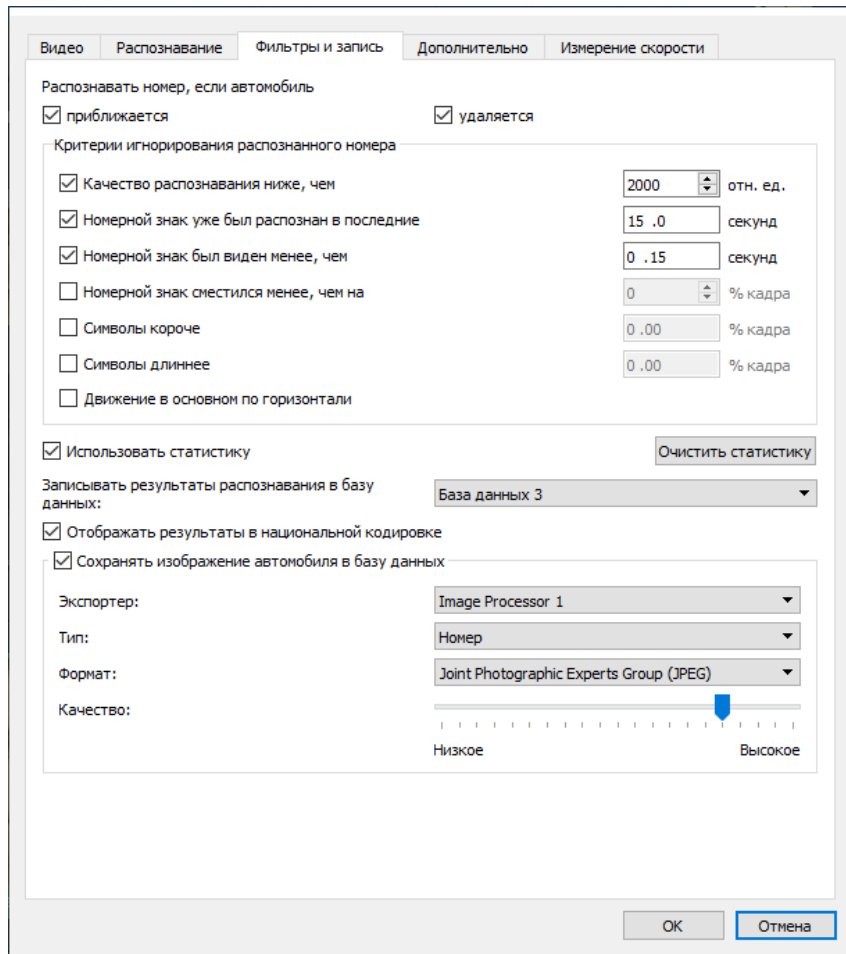 Видео Распознавание Фильтры и запись Дополнительно Измерение скорости
Распознавать номер, если автомобиль
приближается удаляется
Критерии игнорирования распознанного номера
Качество распознавания ниже, чем 2000 отн. ед.
Номерной знак уже был распознан в последние 15 .0 секунд
Номерной знак был виден менее, чем 0 .15 секунд
Номерной знак сместился менее, чем на 0 % кадра
Символы короче 0 .00 % кадра
Символы длиннее 0 .00 % кадра
Движение в основном по горизонтали
Использовать статистику Очистить статистику
Записывать результаты распознавания в базу
данных: База данных 3
Отображать результаты в национальной кодировке
Сохранять изображение автомобиля в базу данных
Экспортер: Image Processor 1
Тип: Номер
Формат: Joint Photographic Experts Group (JPEG)
Качество:
Низкое Высокое
OK Отмена